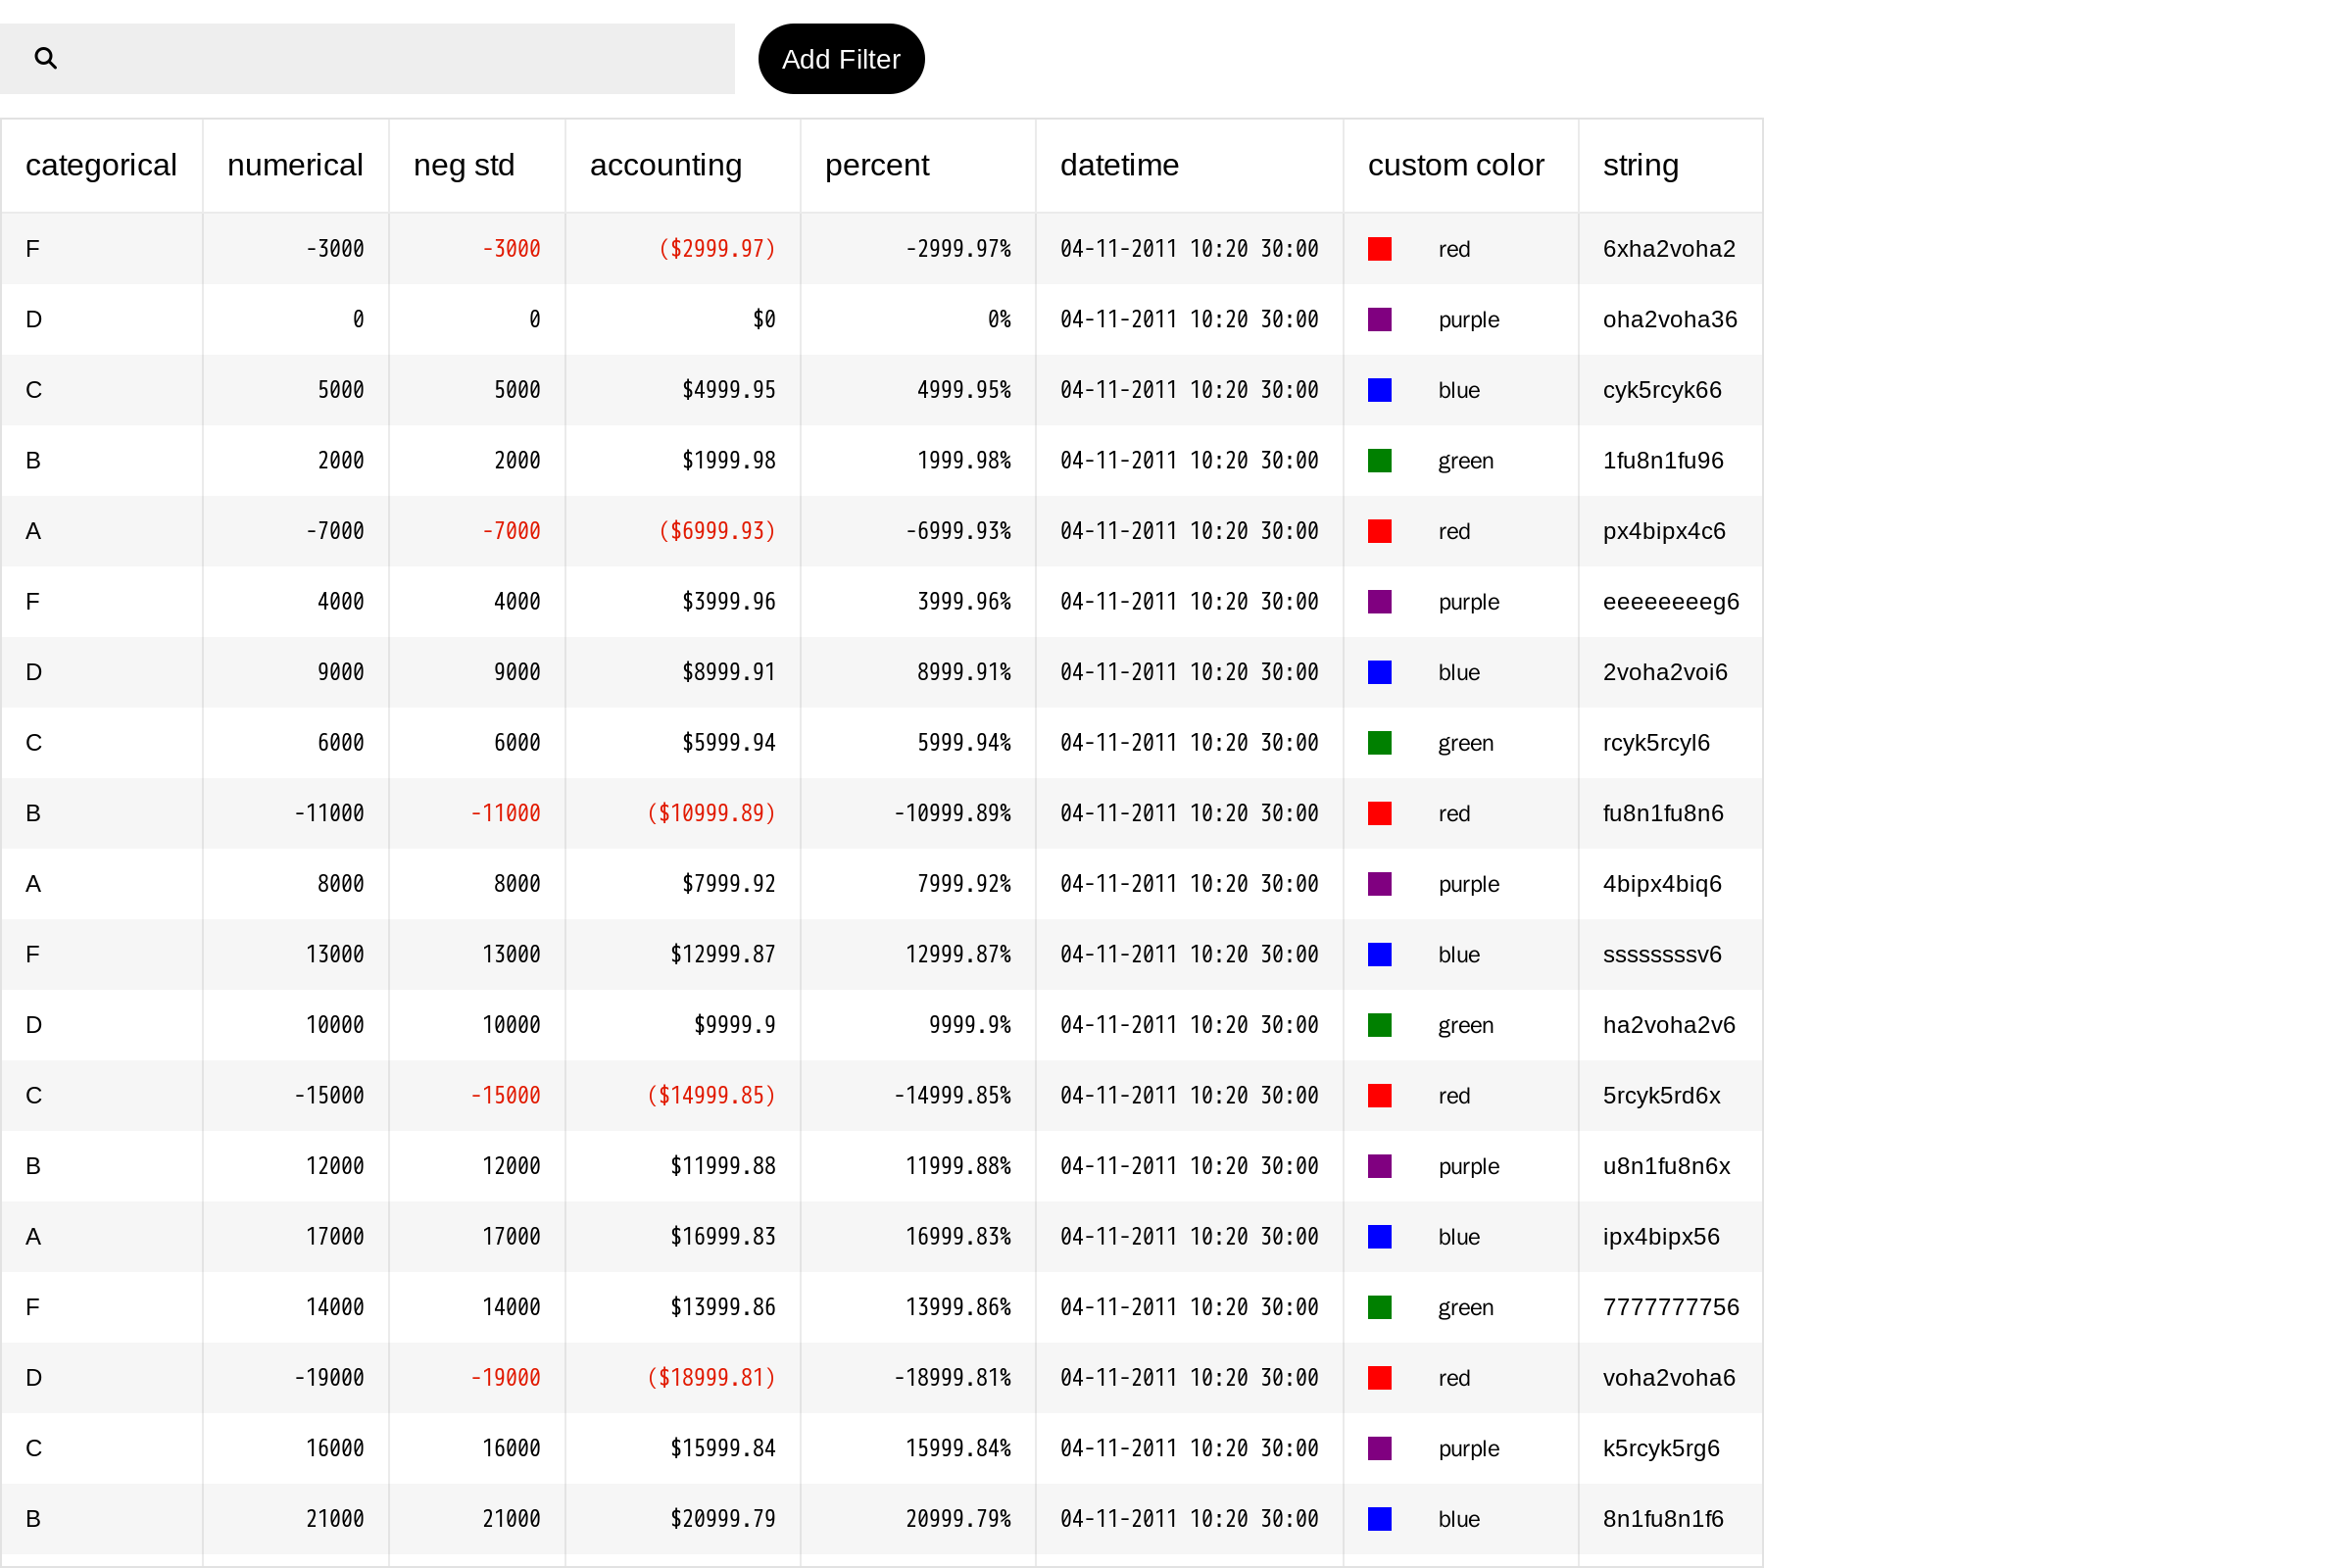 Add Filter
categorical numerical neg std accounting percent datetime custom color string
F -3000 -3000 ($2999.97) -2999.97% 04-11-2011 10:20 30:00 red 6xha2voha2
D 0 0 $0 0% 04-11-2011 10:20 30:00 purple oha2voha36
C 5000 5000 $4999.95 4999.95% 04-11-2011 10:20 30:00 blue cyk5rcyk66
B 2000 2000 $1999.98 1999.98% 04-11-2011 10:20 30:00 green 1fu8n1fu96
A -7000 -7000 ($6999.93) -6999.93% 04-11-2011 10:20 30:00 red px4bipx4c6
F 4000 4000 $3999.96 3999.96% 04-11-2011 10:20 30:00 purple eeeeeeeeg6
D 9000 9000 $8999.91 8999.91% 04-11-2011 10:20 30:00 blue 2voha2voi6
C 6000 6000 $5999.94 5999.94% 04-11-2011 10:20 30:00 green rcyk5rcyl6
B -11000 -11000 ($10999.89) -10999.89% 04-11-2011 10:20 30:00 red fu8n1fu8n6
A 8000 8000 $7999.92 7999.92% 04-11-2011 10:20 30:00 purple 4bipx4biq6
F 13000 13000 $12999.87 12999.87% 04-11-2011 10:20 30:00 blue ssssssssv6
D 10000 10000 $9999.9 9999.9% 04-11-2011 10:20 30:00 green ha2voha2v6
C -15000 -15000 ($14999.85) -14999.85% 04-11-2011 10:20 30:00 red 5rcyk5rd6x
B 12000 12000 $11999.88 11999.88% 04-11-2011 10:20 30:00 purple u8n1fu8n6x
A 17000 17000 $16999.83 16999.83% 04-11-2011 10:20 30:00 blue ipx4bipx56
F 14000 14000 $13999.86 13999.86% 04-11-2011 10:20 30:00 green 7777777756
D -19000 -19000 ($18999.81) -18999.81% 04-11-2011 10:20 30:00 red voha2voha6
C 16000 16000 $15999.84 15999.84% 04-11-2011 10:20 30:00 purple k5rcyk5rg6
B 21000 21000 $20999.79 20999.79% 04-11-2011 10:20 30:00 blue 8n1fu8n1f6